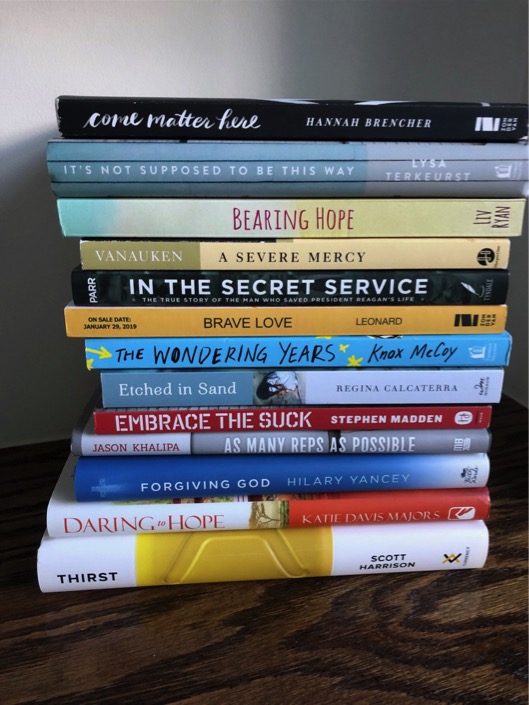 come matter here HANNAH BRENCHER ZONDERVAN
IT'S NOT SUPPOSED TO BE THIS WAY LYSA TERKEURST
BEARING HOPE LIV RYAN
VANAUKEN A SEVERE MERCY
PARR IN THE SECRET SERVICE TYNDALE
THE TRUE STORY OF THE MAN WHO SAVED PRESIDENT REAGAN'S LIFE
ON SALE DATE:
JANUARY 29, 2019 BRAVE LOVE LEONARD ZONDERVAN
THE WONDERING YEARS Knox McCoy
Etched in Sand REGINA CALCATERRA
EMBRACE THE SUCK STEPHEN MADDEN
JASON KHALIPA AS MANY REPS AS POSSIBLE
FORGIVING GOD HILARY YANCEY
DARING to HOPE KATIE DAVIS MAJORS
THIRST SCOTT HARRISON